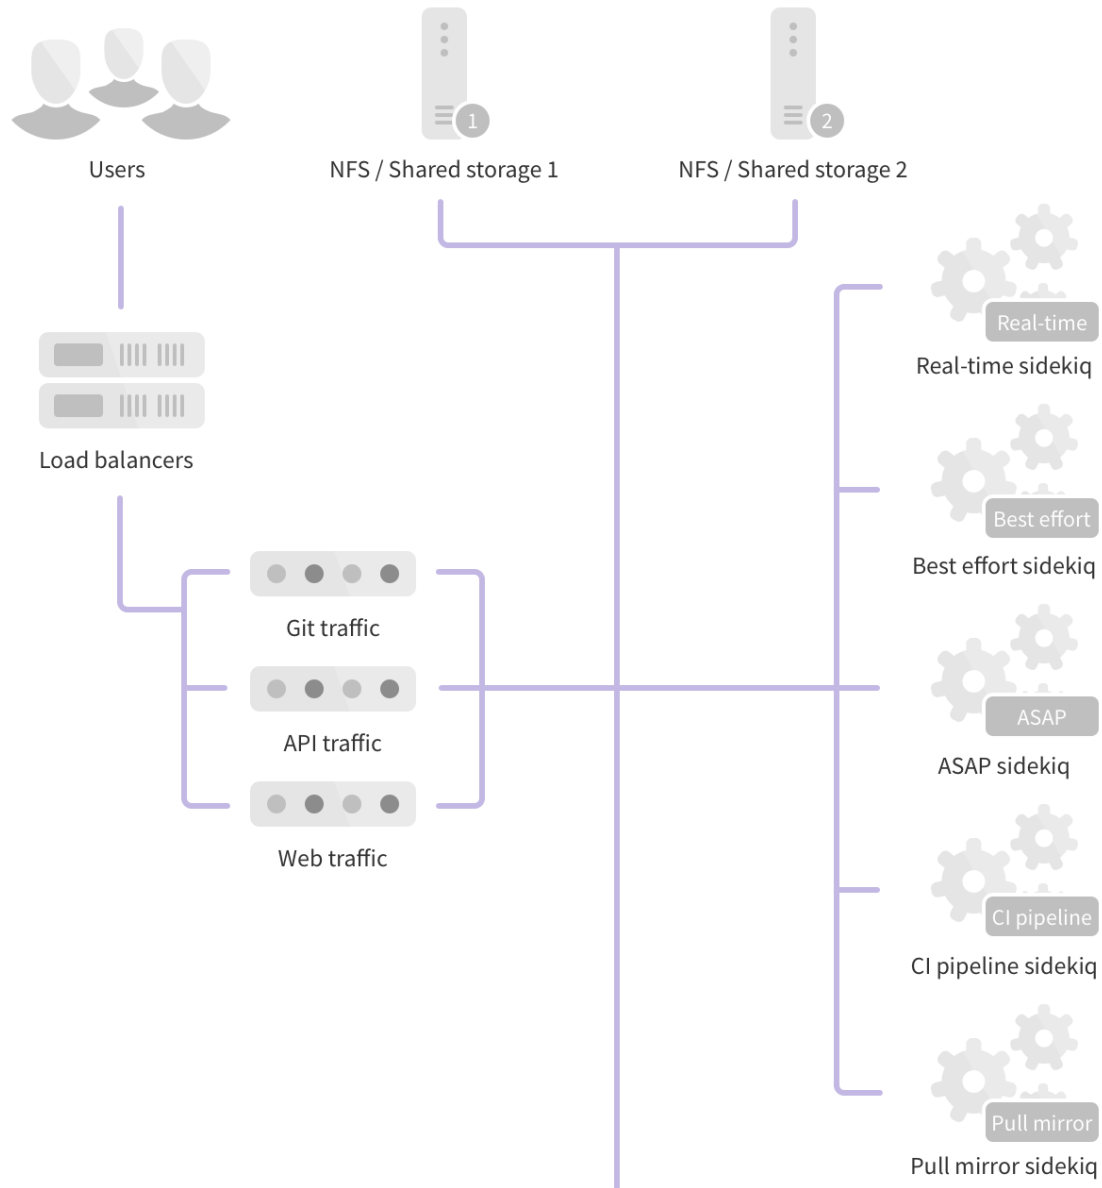 1
2
Users
NFS / Shared storage 1
NFS / Shared storage 2
Real-time
Real-time sidekiq
Load balancers
Best effort
Best effort sidekiq
Git traffic
API traffic
ASAP
ASAP sidekiq
Web traffic
CI pipeline
CI pipeline sidekiq
Pull mirror
Pull mirror sidekiq